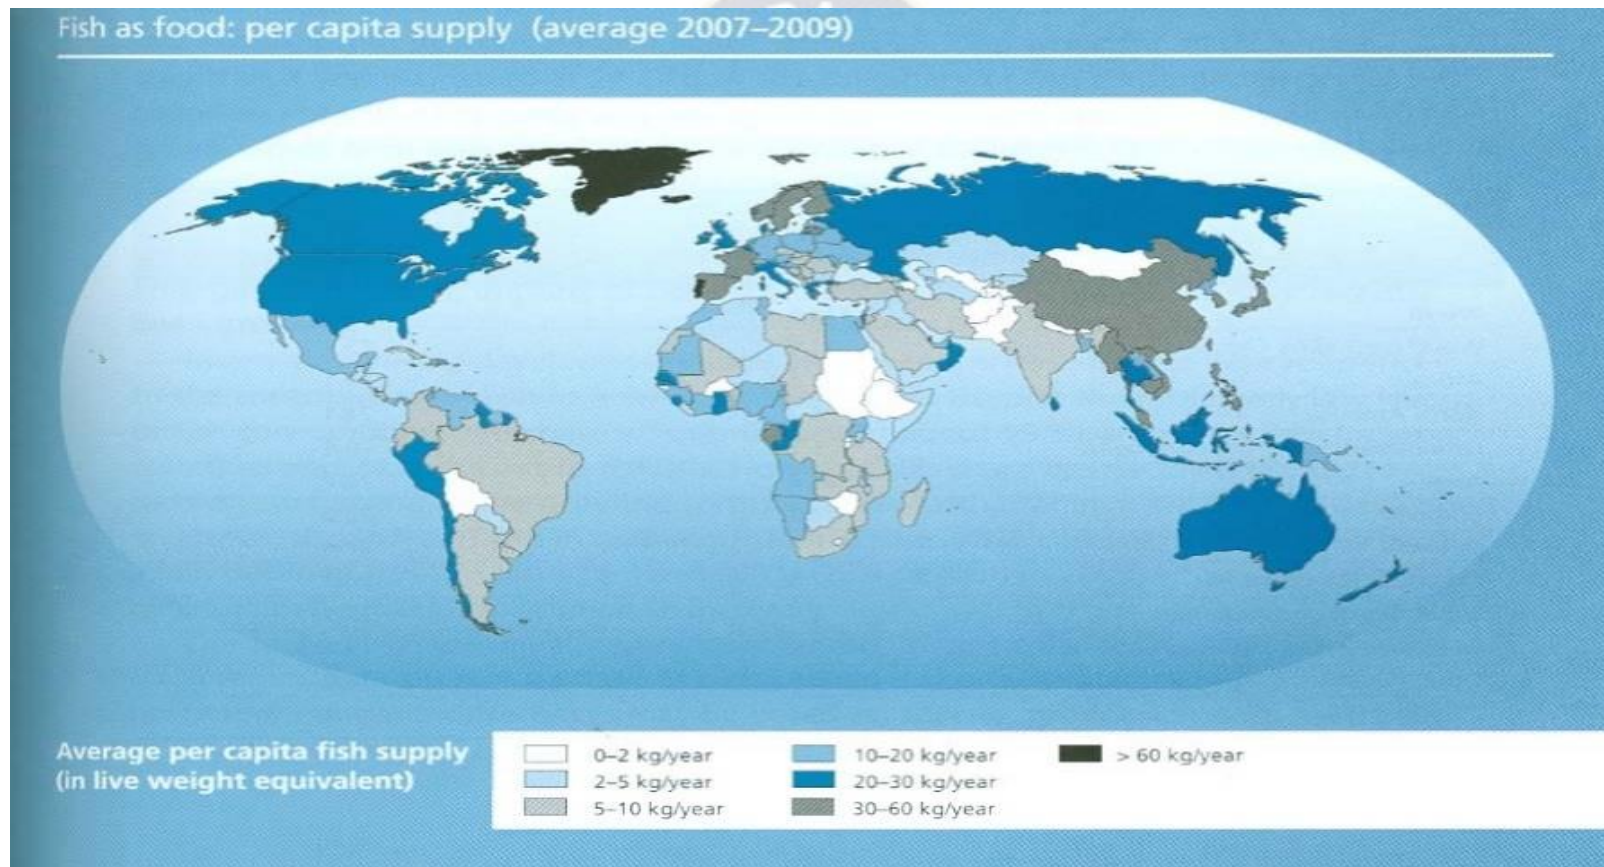 Fish as food: per capita supply (average 2007–2009)
Average per capita fish supply
(in live weight equivalent)
0–2 kg/year
2–5 kg/year
5–10 kg/year
10–20 kg/year
20–30 kg/year
30–60 kg/year
> 60 kg/year